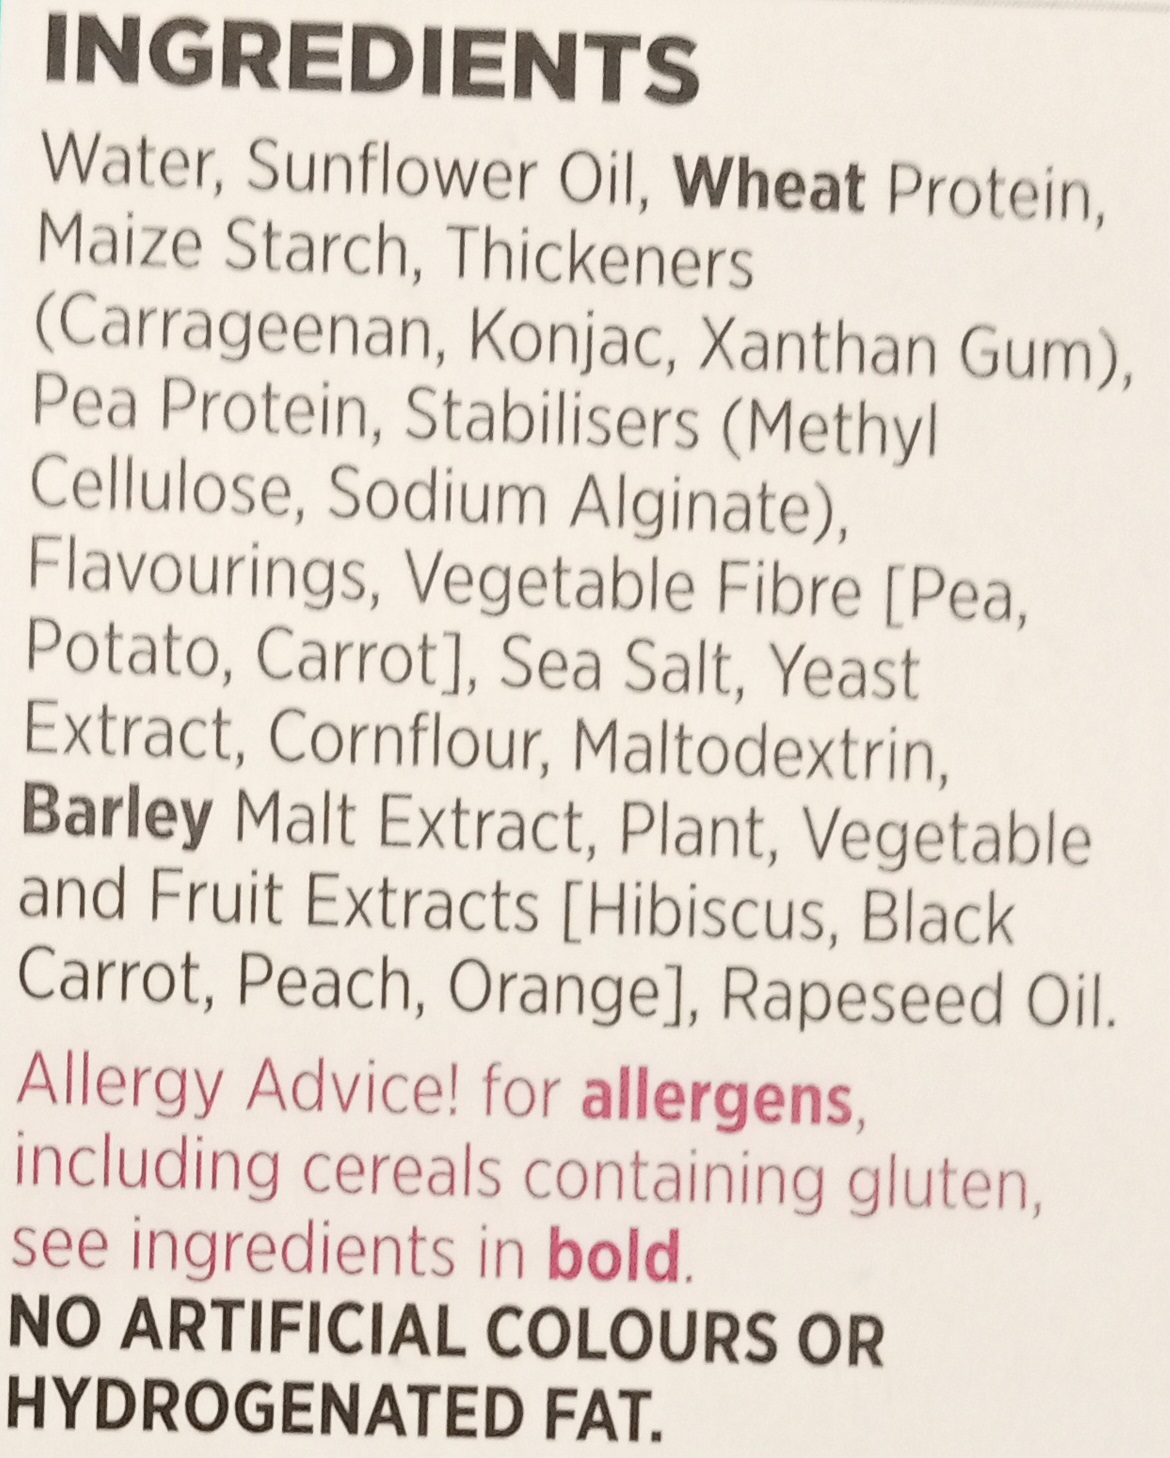 INGREDIENTS
Water, Sunflower Oil, Wheat Protein,
Maize Starch, Thickeners
(Carrageenan, Konjac, Xanthan Gum),
Pea Protein, Stabilisers (Methyl
Cellulose, Sodium Alginate),
Flavourings, Vegetable Fibre [Pea,
Potato, Carrot], Sea Salt, Yeast
Extract, Cornflour, Maltodextrin,
Barley Malt Extract, Plant, Vegetable
and Fruit Extracts [Hibiscus, Black
Carrot, Peach, Orange], Rapeseed Oil.
Allergy Advice! for allergens,
including cereals containing gluten,
see ingredients in bold.
NO ARTIFICIAL COLOURS OR
HYDROGENATED FAT.